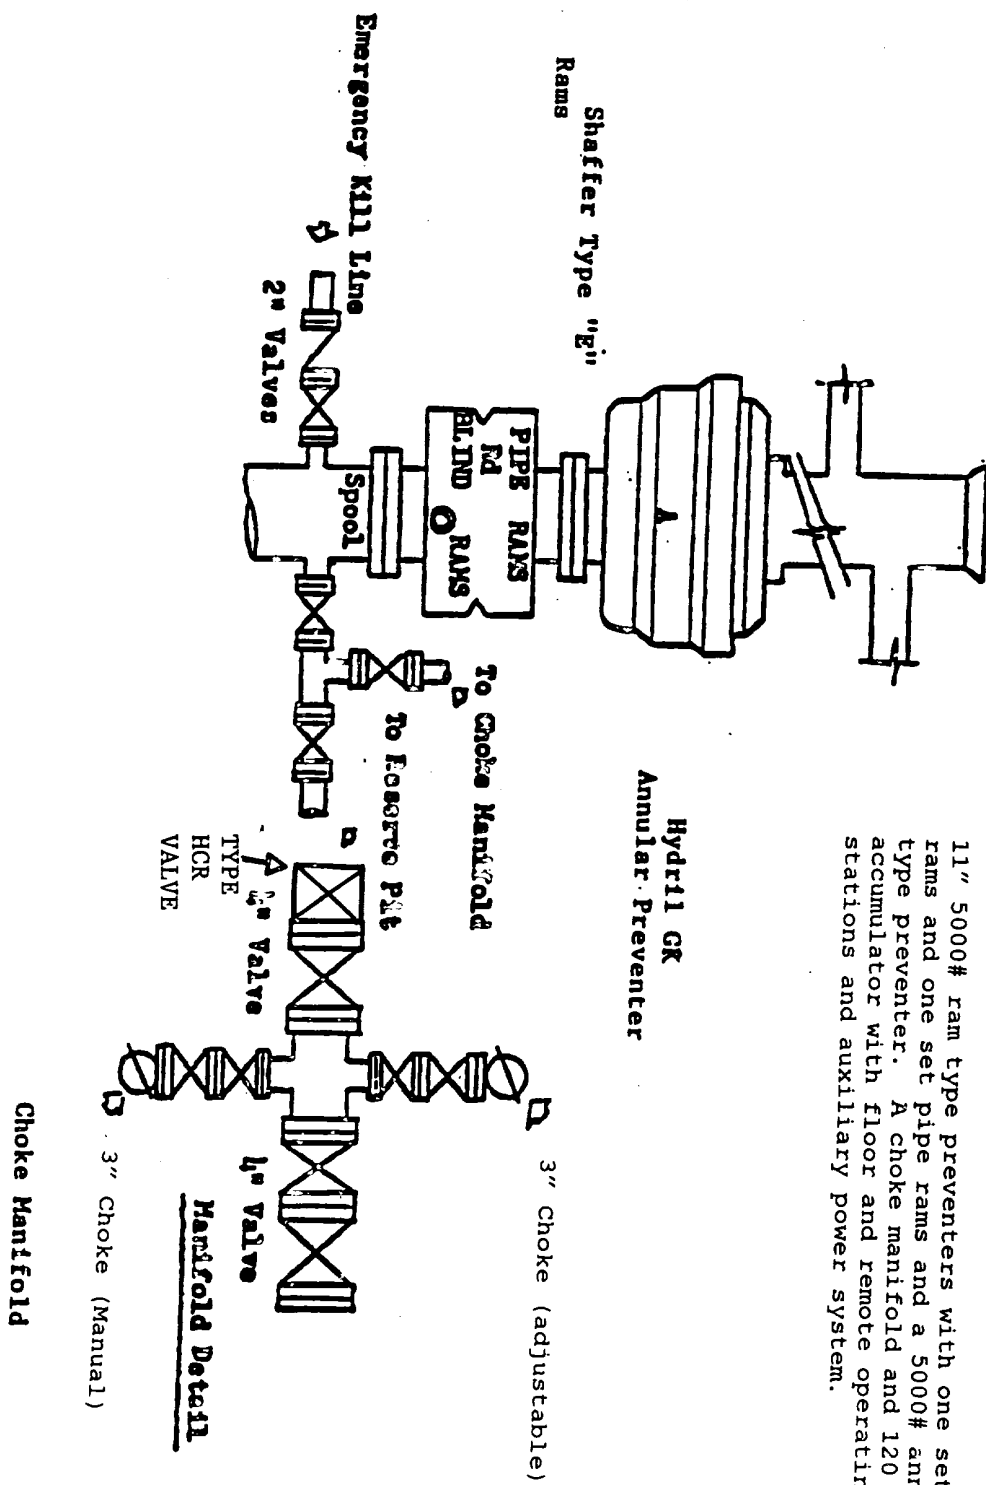 11" 5000# ram type preventers with one set
rams and one set pipe rams and a 5000#
type preventer. A choke manifold and 120
accumulator with floor and remote
stations and auxiliary power system.
Shaffer Type "E"
Rams
Hydril GK
Annular Preventer
PIPE RAMS
BLIND RAMS
Spool
Emergency Kill Line
2" Valves
To Choke Manifold
To Reserve Pit
TYPE
HCR
VALVE
4" Valve
3" Choke (adjustable)
4" Valve
Manifold Detail
3" Choke (Manual)
Choke Manifold